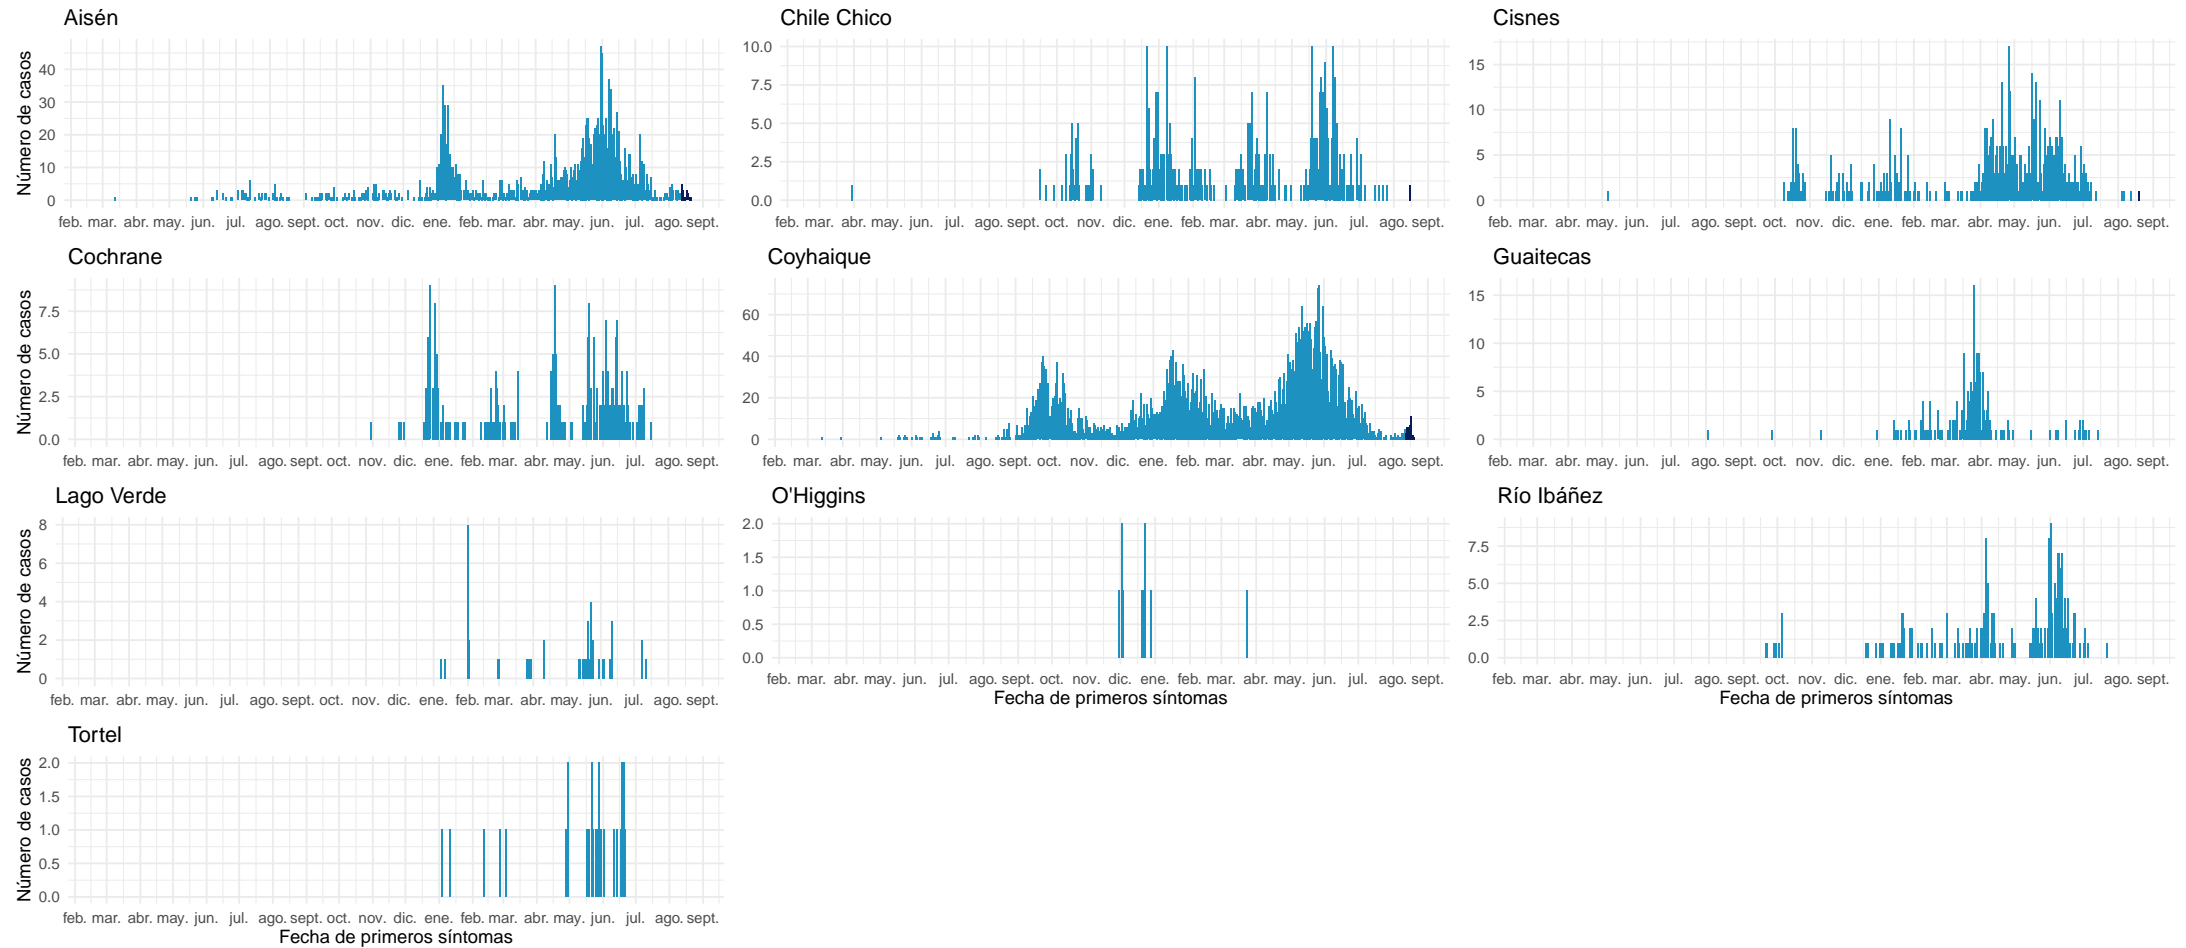 Aisén
Número de casos
40
30
20
10
0
feb. mar. abr. may. jun. jul. ago. sept. oct. nov. dic. ene. feb. mar. abr. may. jun. jul. ago. sept.
Chile Chico
10.0
7.5
5.0
2.5
0.0
feb. mar. abr. may. jun. jul. ago. sept. oct. nov. dic. ene. feb. mar. abr. may. jun. jul. ago. sept.
Cisnes
15
10
5
0
feb. mar. abr. may. jun. jul. ago. sept. oct. nov. dic. ene. feb. mar. abr. may. jun. jul. ago. sept.
Cochrane
Número de casos
7.5
5.0
2.5
0.0
feb. mar. abr. may. jun. jul. ago. sept. oct. nov. dic. ene. feb. mar. abr. may. jun. jul. ago. sept.
Coyhaique
60
40
20
0
feb. mar. abr. may. jun. jul. ago. sept. oct. nov. dic. ene. feb. mar. abr. may. jun. jul. ago. sept.
Guaitecas
15
10
5
0
feb. mar. abr. may. jun. jul. ago. sept. oct. nov. dic. ene. feb. mar. abr. may. jun. jul. ago. sept.
Lago Verde
Número de casos
8
6
4
2
0
feb. mar. abr. may. jun. jul. ago. sept. oct. nov. dic. ene. feb. mar. abr. may. jun. jul. ago. sept.
O'Higgins
2.0
1.5
1.0
0.5
0.0
feb. mar. abr. may. jun. jul. ago. sept. oct. nov. dic. ene. feb. mar. abr. may. jun. jul. ago. sept.
Fecha de primeros síntomas
Río Ibáñez
7.5
5.0
2.5
0.0
feb. mar. abr. may. jun. jul. ago. sept. oct. nov. dic. ene. feb. mar. abr. may. jun. jul. ago. sept.
Fecha de primeros síntomas
Tortel
Número de casos
2.0
1.5
1.0
0.5
0.0
feb. mar. abr. may. jun. jul. ago. sept. oct. nov. dic. ene. feb. mar. abr. may. jun. jul. ago. sept.
Fecha de primeros síntomas